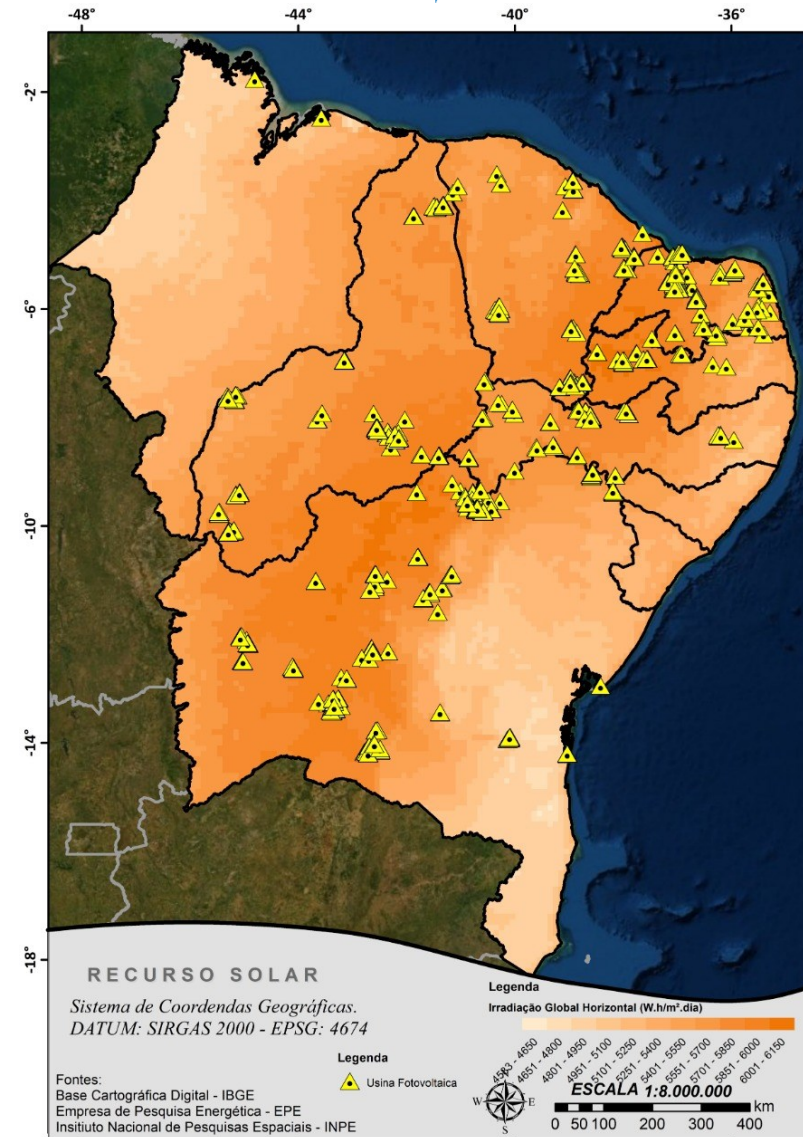 -48
-44
-40
-36
-2°
-6°
-10°
-14°
-18°
RECURSO SOLAR
Sistema de Coordendas Geográficas.
DATUM: SIRGAS 2000 - EPSG: 4674
Legenda
Usina Fotovoltaica
Fontes:
Base Cartográfica Digital - IBGE
Empresa de Pesquisa Energética - EPE
Insituto Nacional de Pesquisas Espaciais - INPE
Legenda
Irradiação Global Horizontal (W.h/m².dia)
4583 - 4650
4651 - 4800
4801 - 4950
4951 - 5100
5101 - 5250
5251 - 5400
5401 - 5550
5551 - 5700
5701 - 5850
5851 - 6000
6001 - 6150
N
W
E
S
ESCALA 1:8.000.000
0 50 100 200 300 400 km